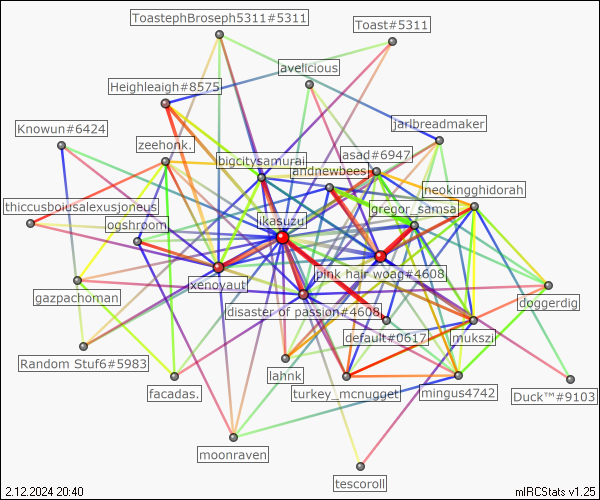 ToastephBroseph5311#5311
Toast#5311
avelicious
Heighleaigh#8575
jarlbreadmaker
Knowun#6424
zeehonk.
bigcitysamurai
asad#6947
andnewbees
neokingghidorah
thiccusboiusalexusjoneus
ogshroom
ikasuzu
gregor_samsa
xenoyaut
pink hair woag#4608
gazpachoman
disaster of passion#4608
doggerdig
default#0617
mukszi
Random Stuf6#5983
facadas.
lahnk
turkey_mcnugget
mingus4742
Duck™#9103
moonraven
tescoroll
2.12.2024 20:40
mIRCStats v1.25